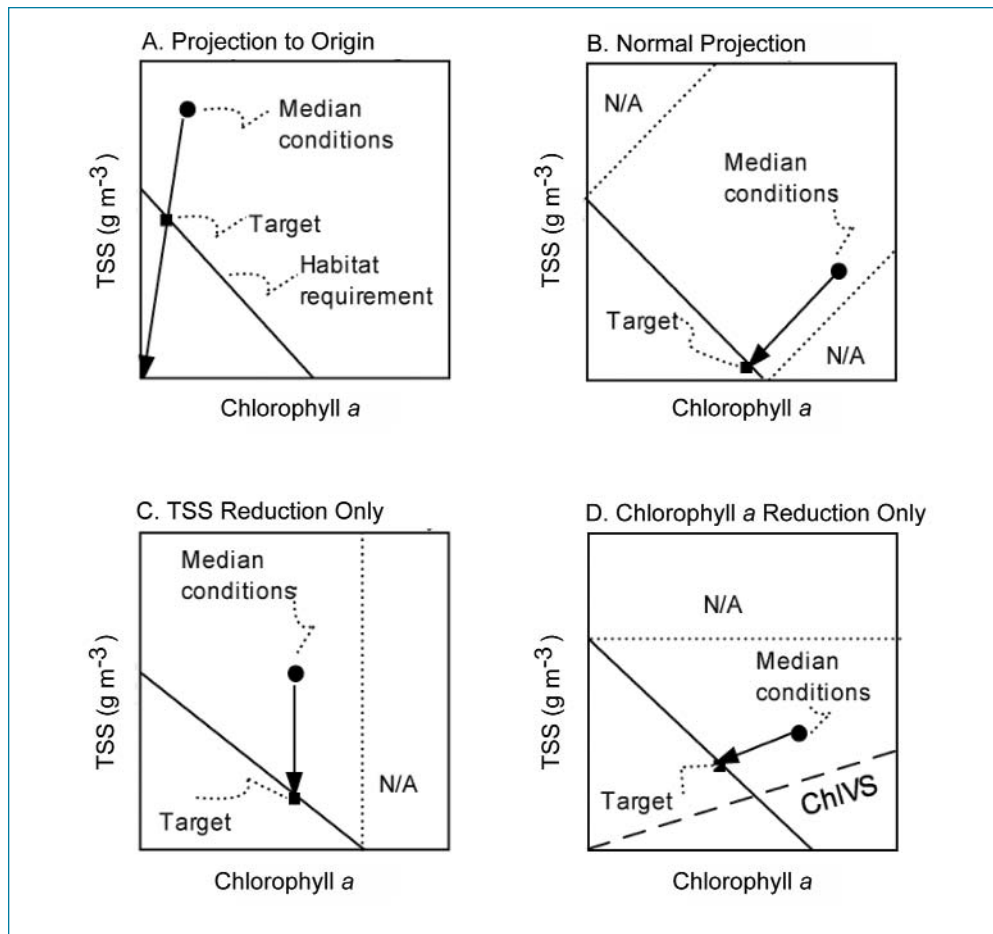 A. Projection to Origin
Median
conditions
Target
Habitat
requirement
TSS (g m-3)
Chlorophyll a
B. Normal Projection
N/A
Median
conditions
Target
N/A
TSS (g m-3)
Chlorophyll a
C. TSS Reduction Only
Median
conditions
N/A
Target
TSS (g m-3)
Chlorophyll a
D. Chlorophyll a Reduction Only
N/A
Median
conditions
Target
ChlVS
TSS (g m-3)
Chlorophyll a